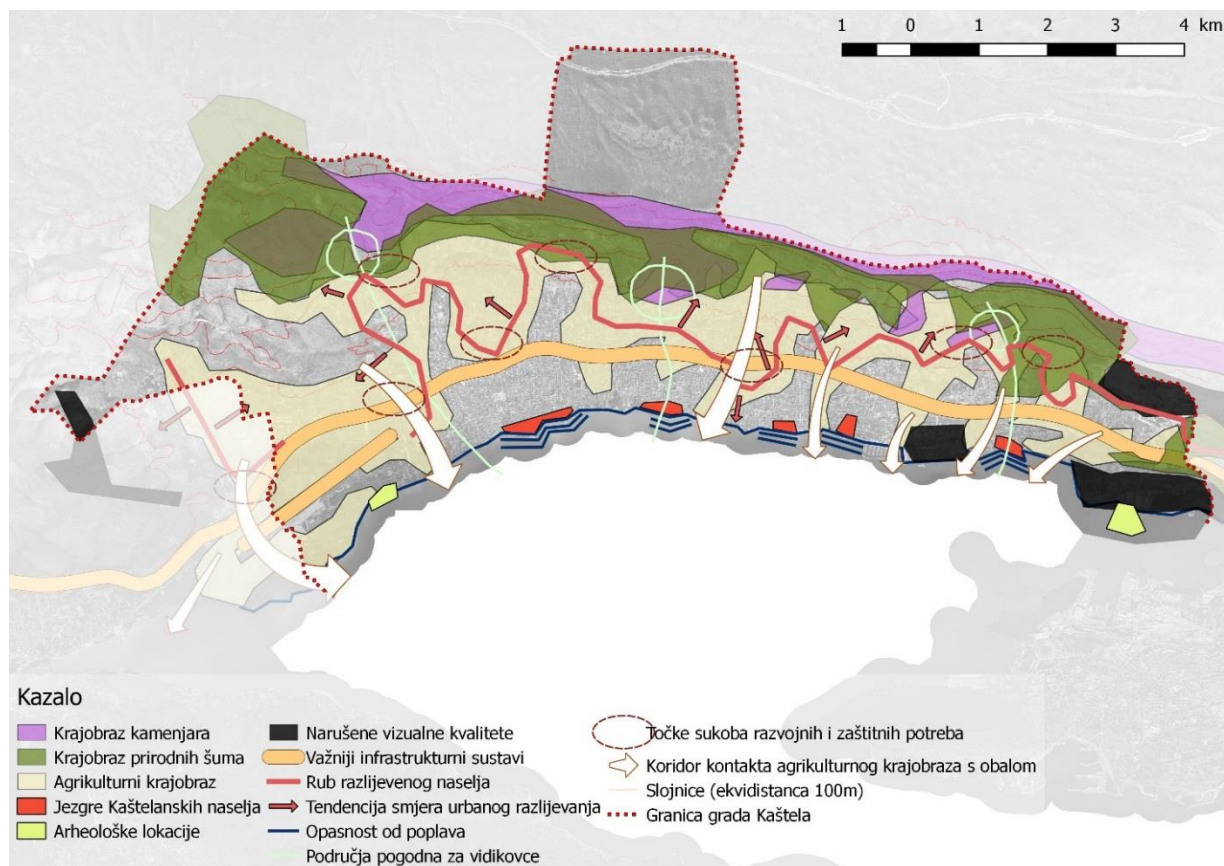 1 0 1 2 3 4 km
Kazalo
Krajobraz kamenjara
Krajobraz prirodnih šuma
Agrikulturni krajobraz
Jezgre Kaštelanskih naselja
Arheološke lokacije
Narušene vizualne kvalitete
Važniji infrastrukturni sustavi
Rub razlijevenog naselja
Tendencija smjera urbanog razlijevanja
Opasnost od poplava
Područja pogodna za vidikovce
Točke sukoba razvojnih i zaštitnih potreba
Koridor kontakta agrikulturnog krajobraza s obalom
Slojnice (ekvidistanca 100m)
Granica grada Kaštela